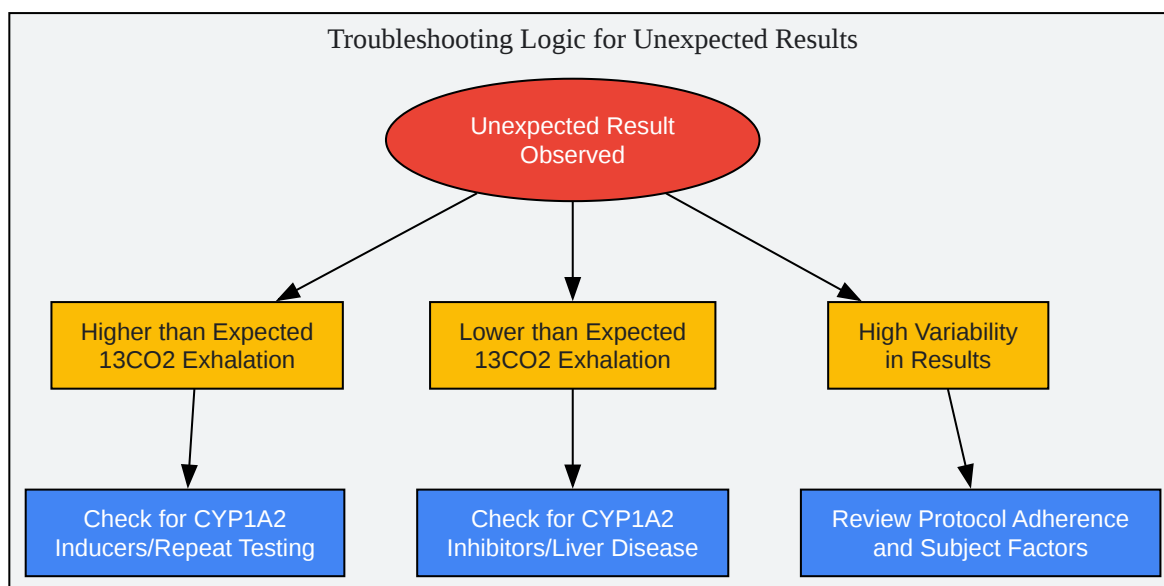 Troubleshooting Logic for Unexpected Results
Unexpected Result
Observed
Higher than Expected
13CO2 Exhalation
Lower than Expected
13CO2 Exhalation
High Variability
in Results
Check for CYP1A2
Inducers/Repeat Testing
Check for CYP1A2
Inhibitors/Liver Disease
Review Protocol Adherence
and Subject Factors